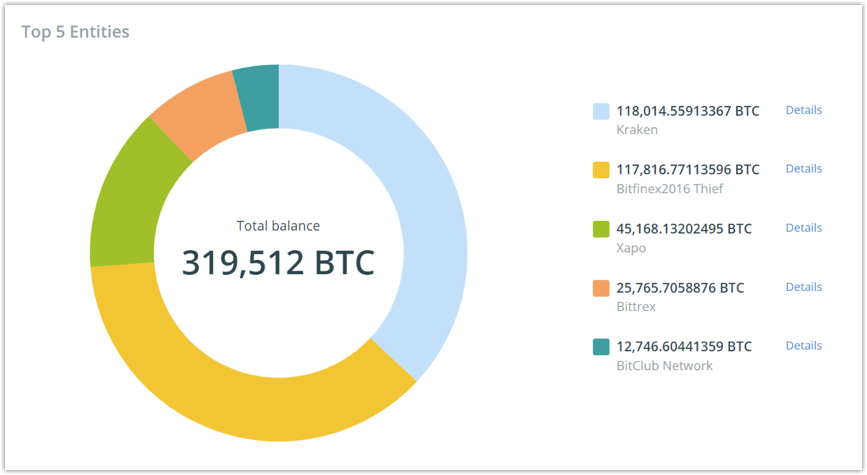 Top 5 Entities
Total balance
319,512 BTC
118,014.55913367 BTC Details
Kraken
117,816.77113596 BTC Details
Bitfinex2016 Thief
45,168.13202495 BTC Details
Xapo
25,765.7058876 BTC Details
Bittrex
12,746.60441359 BTC Details
BitClub Network